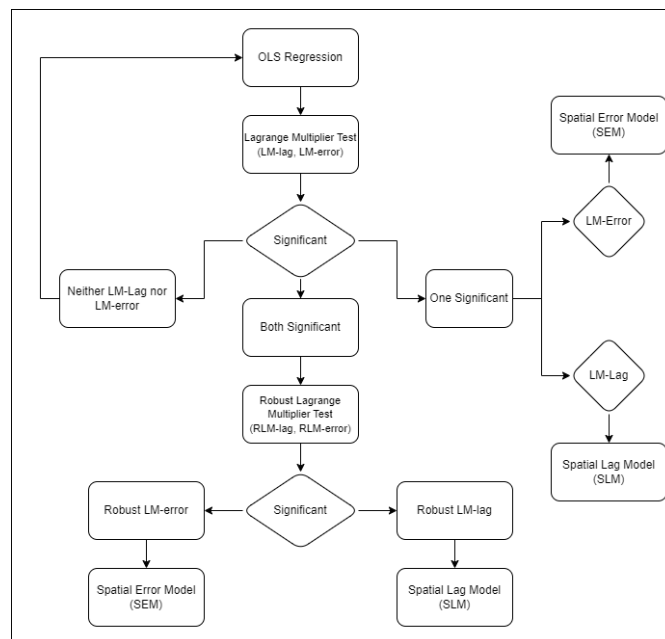 OLS Regression
Lagrange Multiplier Test
(LM-lag, LM-error)
Spatial Error Model
(SEM)
LM-Error
Significant
Neither LM-Lag nor
LM-error
One Significant
Both Significant
LM-Lag
Robust Lagrange
Multiplier Test
(RLM-lag, RLM-error)
Spatial Lag Model
(SLM)
Robust LM-error
Significant
Robust LM-lag
Spatial Error Model
(SEM)
Spatial Lag Model
(SLM)